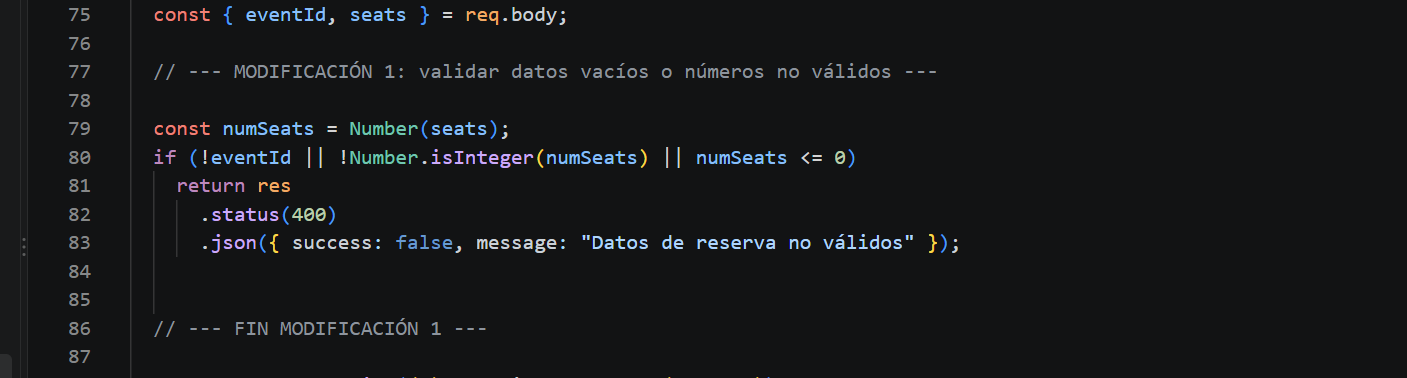 75 const { eventId, seats } = req.body;
76
77 // --- MODIFICACIÓN 1: validar datos vacíos o números no válidos ---
78
79 const numSeats = Number(seats);
80 if (!eventId || !Number.isInteger(numSeats) || numSeats <= 0)
81 return res
82 .status(400)
83 .json({ success: false, message: "Datos de reserva no válidos" });
84
85
86 // --- FIN MODIFICACIÓN 1 ---
87